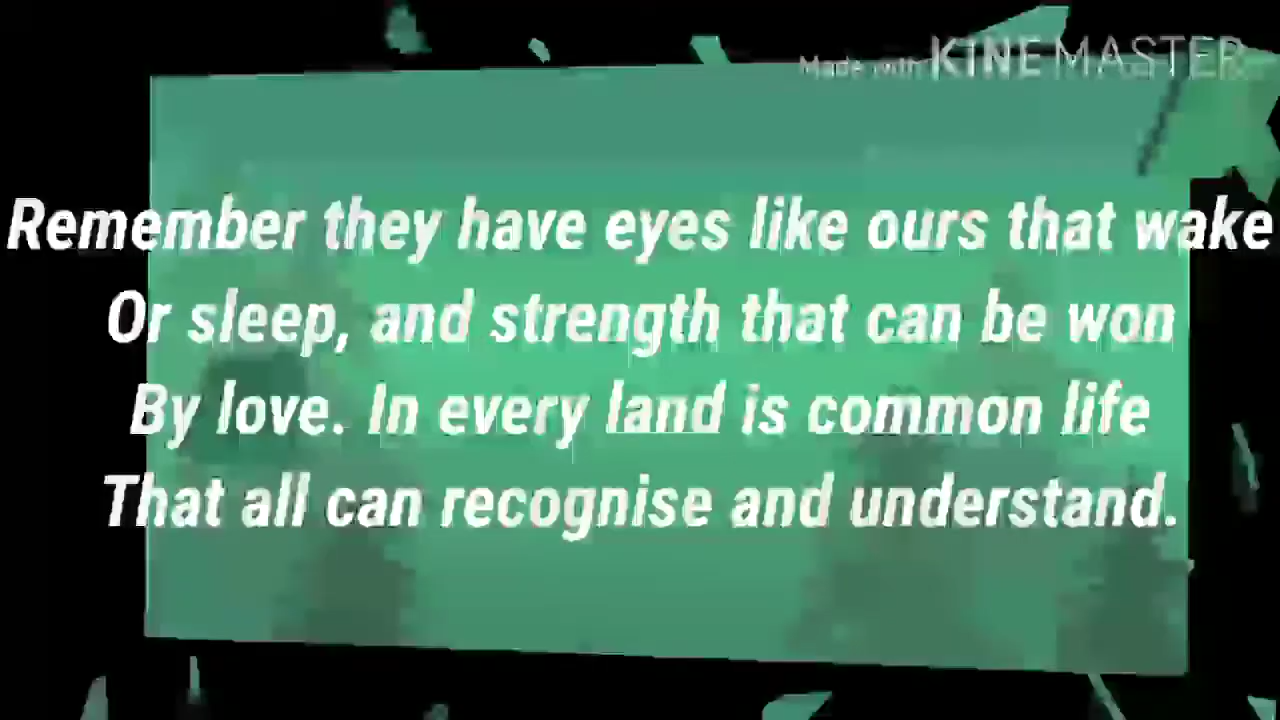 Made with KINEMASTER
Remember they have eyes like ours that wake
Or sleep, and strength that can be won
By love. In every land is common life
That all can recognise and understand.